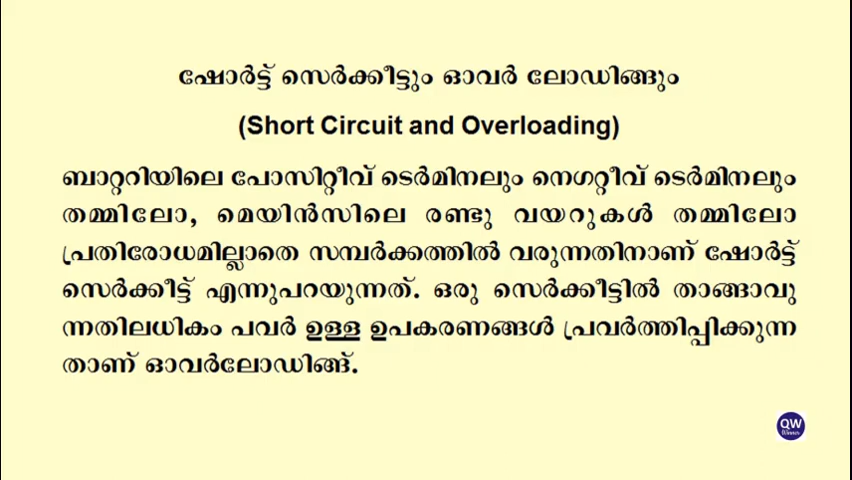 ഷോർട്ട് സെർക്കീട്ടും ഓവർ ലോഡിങ്ങും
(Short Circuit and Overloading)
ബാറ്ററിയിലെ പോസിറ്റീവ് ടെർമിനലും നെഗറ്റീവ് ടെർമിനലും
തമ്മിലോ, മെയിൻസിലെ രണ്ടു വയറുകൾ തമ്മിലോ
പ്രതിരോധമില്ലാതെ സമ്പർക്കത്തിൽ വരുന്നതിനാണ് ഷോർട്ട്
സെർക്കീട്ട് എന്നുപറയുന്നത്. ഒരു സെർക്കീട്ടിൽ താങ്ങാവു
ന്നതിലധികം പവർ ഉള്ള ഉപകരണങ്ങൾ പ്രവർത്തിപ്പിക്കുന്ന
താണ് ഓവർലോഡിങ്ങ്.
QW
Winner